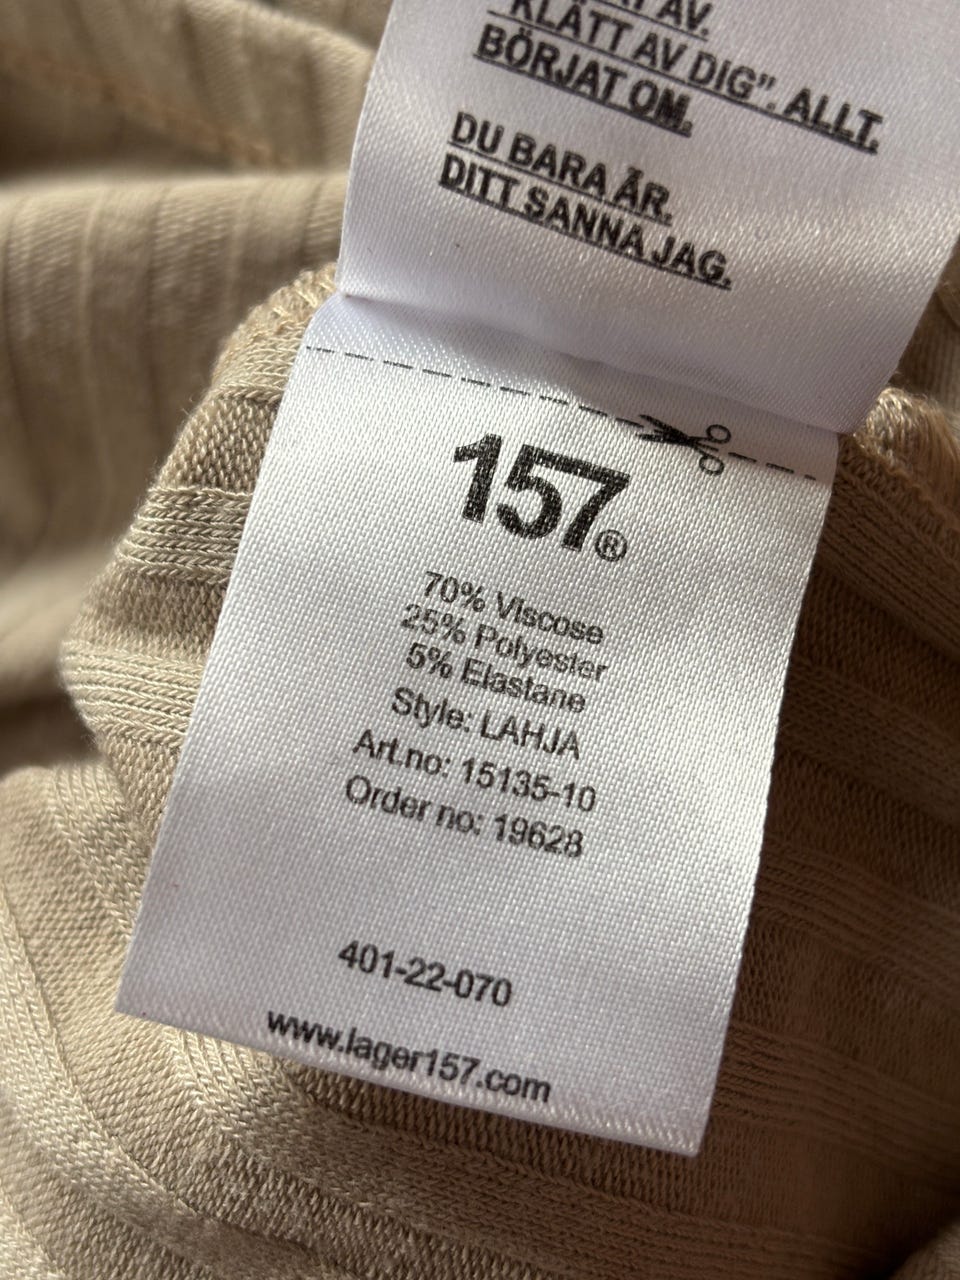 AV.
"KLÄTT AV DIG". ALLT.
BÖRJAT OM.
DU BARA ÄR.
DITT SANNA JAG.
157®
70% Viscose
25% Polyester
5% Elastane
Style: LAHJA
Art.no: 15135-10
Order no: 19628
401-22-070
www.lager157.com